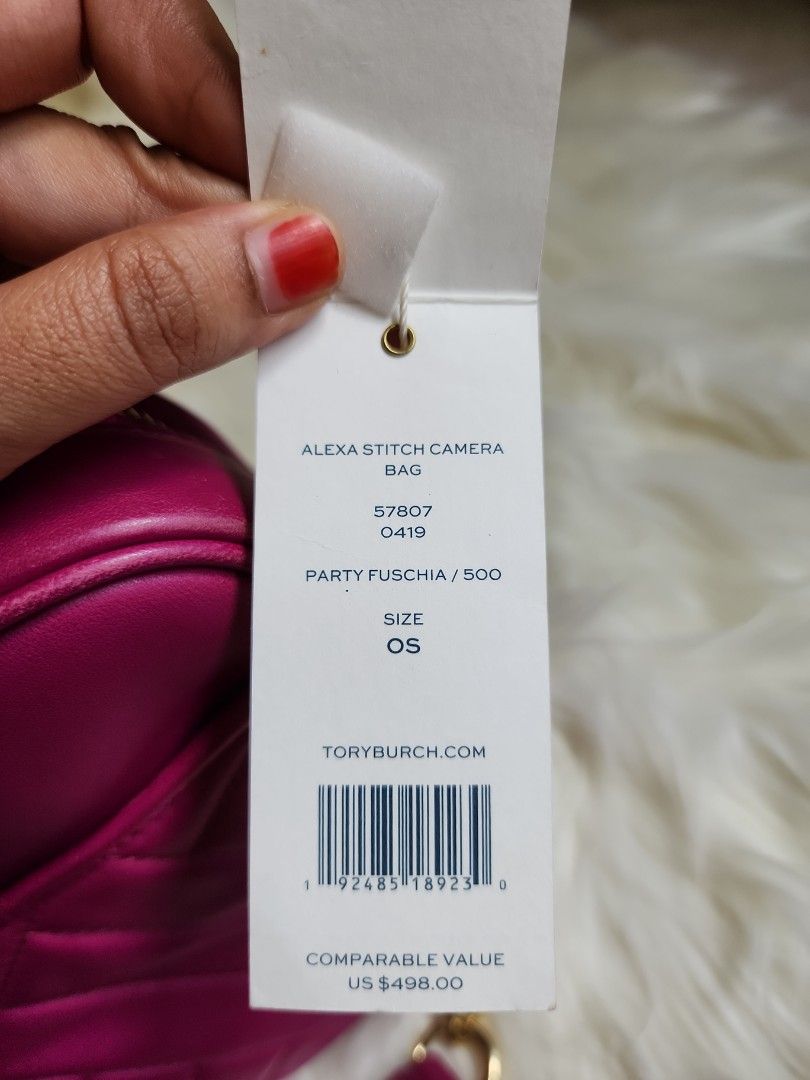 ALEXA STITCH CAMERA
BAG
57807
0419
PARTY FUSCHIA / 500
SIZE
OS
TORYBURCH.COM
1 92485 18923 0
COMPARABLE VALUE
US $498.00